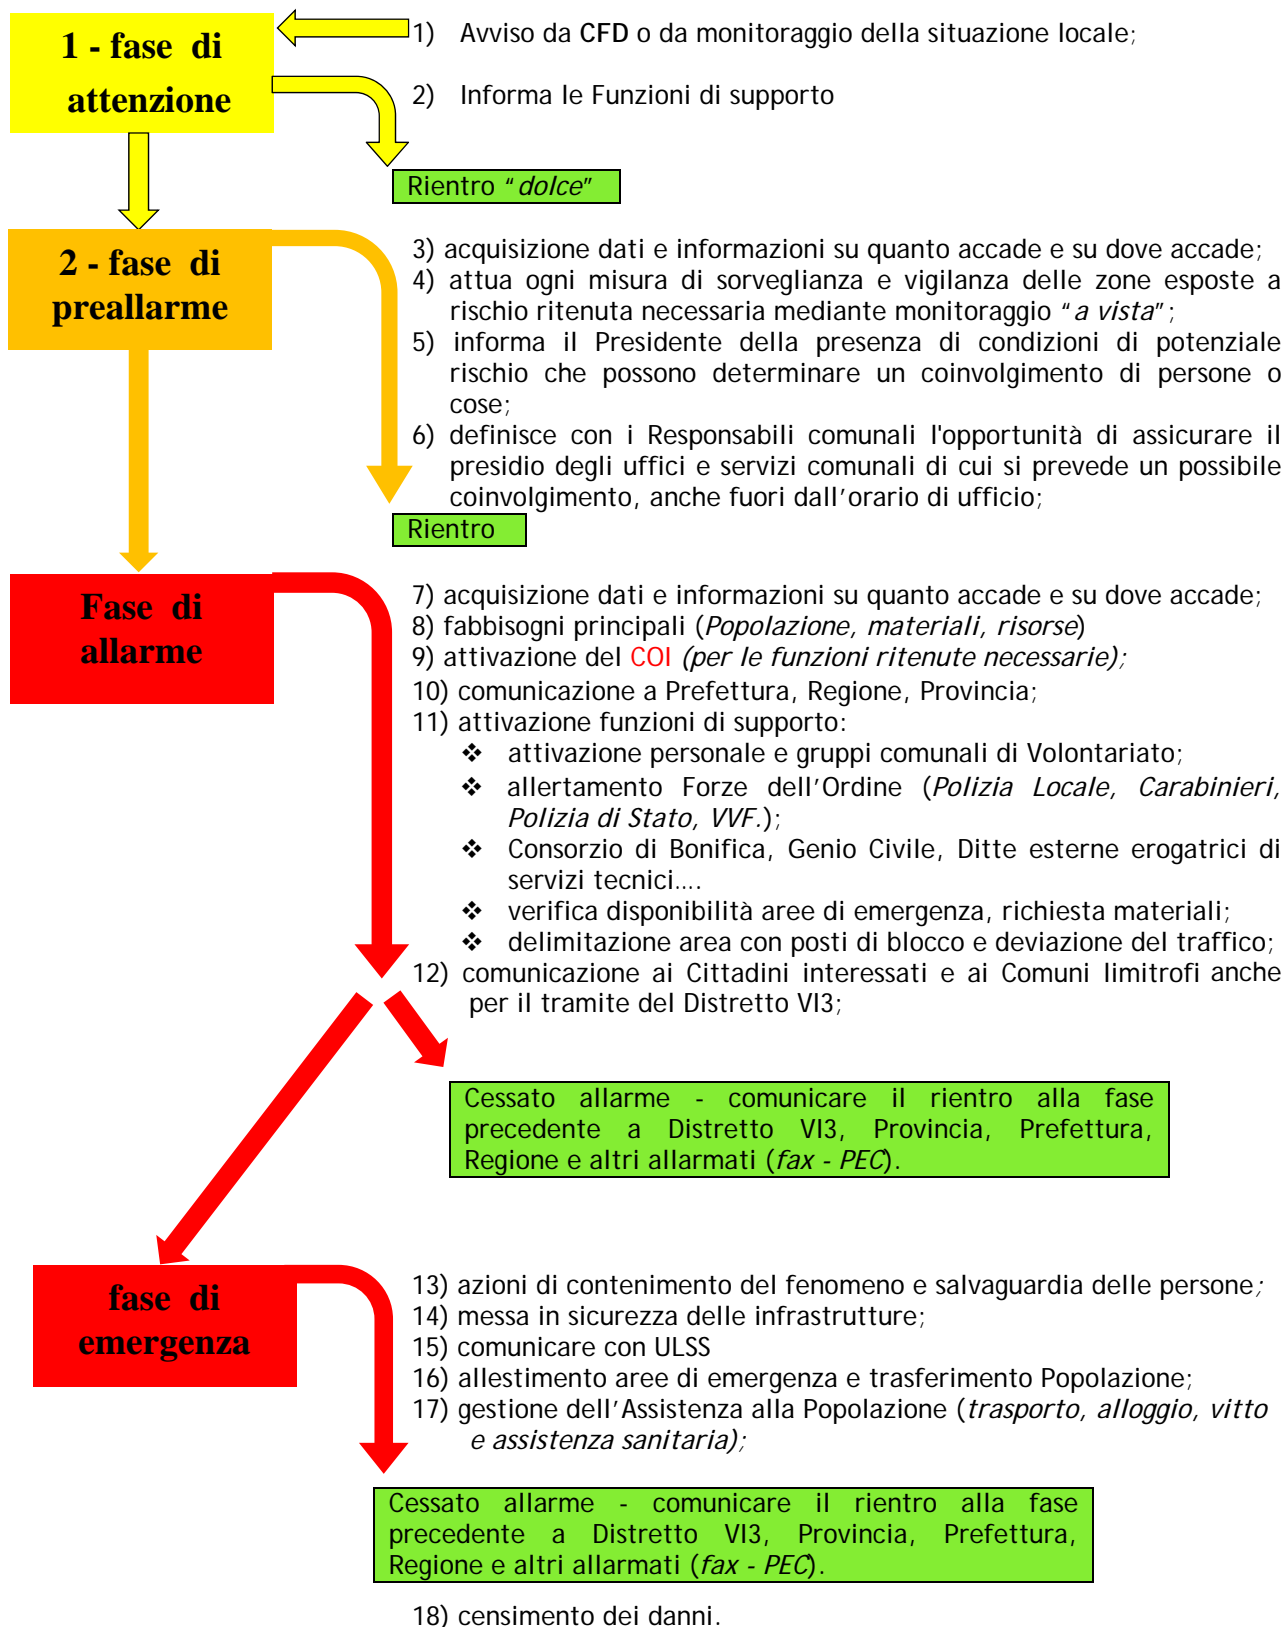 1 - fase di
attenzione
1) Avviso da CFD o da monitoraggio della situazione locale;
2) Informa le Funzioni di supporto
Rientro “dolce”
2 - fase di
preallarme
3) acquisizione dati e informazioni su quanto accade e su dove accade;
4) attua ogni misura di sorveglianza e vigilanza delle zone esposte a
rischio ritenuta necessaria mediante monitoraggio “a vista”;
5) informa il Presidente della presenza di condizioni di potenziale
rischio che possono determinare un coinvolgimento di persone o
cose;
6) definisce con i Responsabili comunali l'opportunità di assicurare il
presidio degli uffici e servizi comunali di cui si prevede un possibile
coinvolgimento, anche fuori dall’orario di ufficio;
Rientro
Fase di
allarme
7) acquisizione dati e informazioni su quanto accade e su dove accade;
8) fabbisogni principali (Popolazione, materiali, risorse)
9) attivazione del COI (per le funzioni ritenute necessarie);
10) comunicazione a Prefettura, Regione, Provincia;
11) attivazione funzioni di supporto:
❖ attivazione personale e gruppi comunali di Volontariato;
❖ allertamento Forze dell’Ordine (Polizia Locale, Carabinieri,
Polizia di Stato, VVF.);
❖ Consorzio di Bonifica, Genio Civile, Ditte esterne erogatrici di
servizi tecnici….
❖ verifica disponibilità aree di emergenza, richiesta materiali;
❖ delimitazione area con posti di blocco e deviazione del traffico;
12) comunicazione ai Cittadini interessati e ai Comuni limitrofi anche
per il tramite del Distretto VI3;
Cessato allarme - comunicare il rientro alla fase
precedente a Distretto VI3, Provincia, Prefettura,
Regione e altri allarmati (fax - PEC).
fase di
emergenza
13) azioni di contenimento del fenomeno e salvaguardia delle persone;
14) messa in sicurezza delle infrastrutture;
15) comunicare con ULSS
16) allestimento aree di emergenza e trasferimento Popolazione;
17) gestione dell’Assistenza alla Popolazione (trasporto, alloggio, vitto
e assistenza sanitaria);
Cessato allarme - comunicare il rientro alla fase
precedente a Distretto VI3, Provincia, Prefettura,
Regione e altri allarmati (fax - PEC).
18) censimento dei danni.